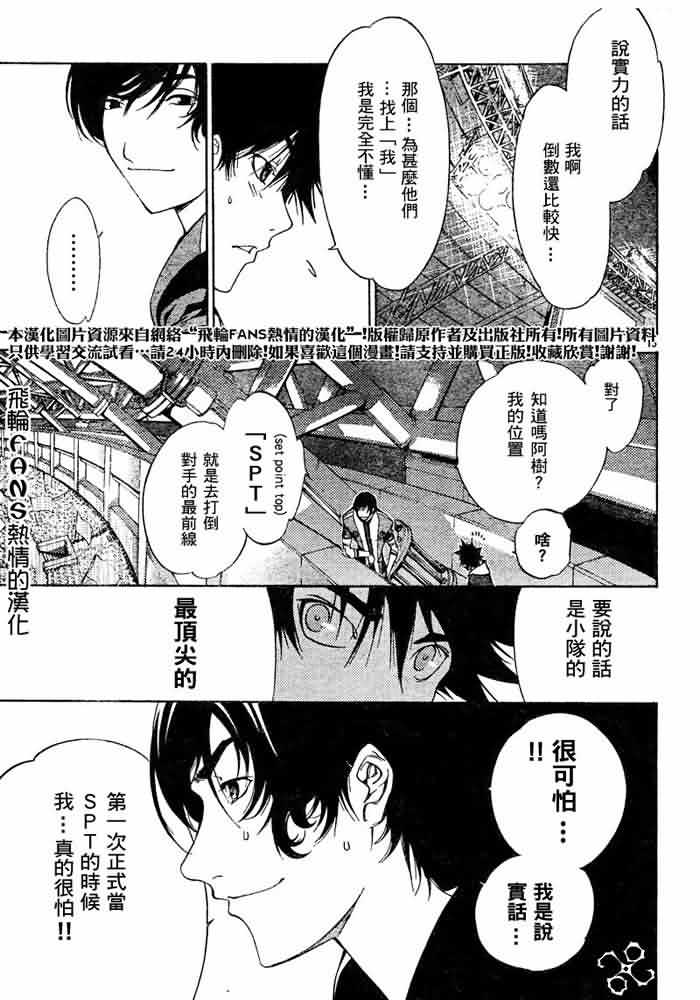 說實力的話
我啊
倒數還比較快…
那個…為甚麼他們
…找上「我」
我是完全不懂…
………
本漢化圖片資源來自網絡“飛輪FANS熱情的漢化”!版權歸原作者及出版社所有!所有圖片資料
只供學習交流試看…請24小時內刪除!如果喜歡這個漫畫!請支持並購買正版!收藏欣賞!謝謝!
飛輪FANS熱情的漢化
對了
知道嗎阿樹?
我的位置
啥?
(set point top)
「SPT」
就是去打倒
對手的最前線
要說的話
是小隊的
最頂尖的
很可怕…
!!
我是說
實話…
第一次正式當
SPT的時候
我…真的很怕!!